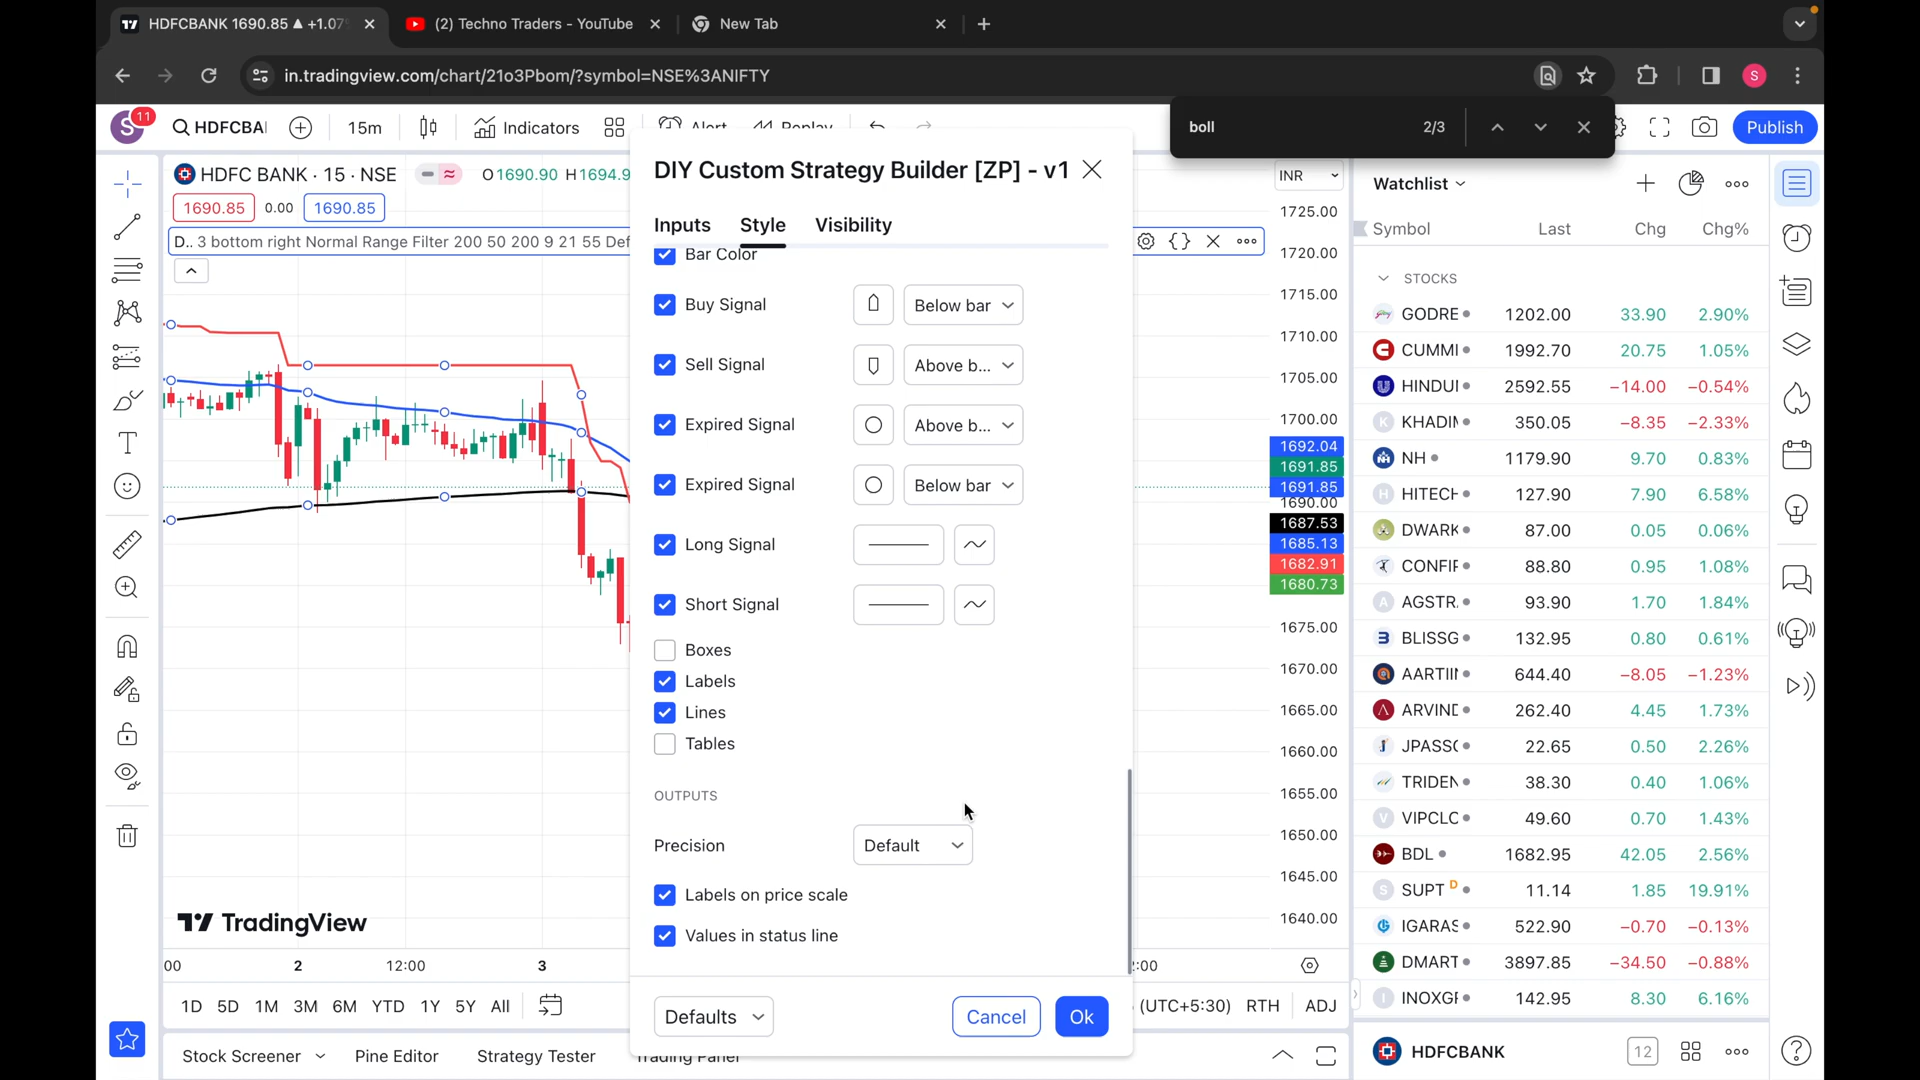 HDFCBANK 1690.85 ▲ +1.07%
(2) Techno Traders - YouTube
New Tab
in.tradingview.com/chart/21o3Pbom/?symbol=NSE%3ANIFTY
S
S 11
HDFCBA
15m
Indicators
Alert
Replay
boll 2/3
Publish
HDFC BANK · 15 · NSE
O1690.90 H1694.9
1690.85 0.00 1690.85
D.. 3 bottom right Normal Range Filter 200 50 200 9 21 55 Def
DIY Custom Strategy Builder [ZP] - v1
Inputs Style Visibility
Bar Color
Buy Signal Below bar
Sell Signal Above b...
Expired Signal Above b...
Expired Signal Below bar
Long Signal
Short Signal
Boxes
Labels
Lines
Tables
OUTPUTS
Precision Default
Labels on price scale
Values in status line
Defaults Cancel Ok
INR
1725.00
1720.00
1715.00
1710.00
1705.00
1700.00
1692.04
1691.85
1691.85
1690.00
1687.53
1685.13
1682.91
1680.73
1675.00
1670.00
1665.00
1660.00
1655.00
1650.00
1645.00
1640.00
TradingView
:00 2 12:00 3 :00
1D 5D 1M 3M 6M YTD 1Y 5Y All
(UTC+5:30) RTH ADJ
Stock Screener Pine Editor Strategy Tester Trading Panel
Watchlist
Symbol Last Chg Chg%
STOCKS
GODRE 1202.00 33.90 2.90%
CUMMI 1992.70 20.75 1.05%
HINDUI 2592.55 −14.00 −0.54%
KHADIM 350.05 −8.35 −2.33%
NH 1179.90 9.70 0.83%
HITECH 127.90 7.90 6.58%
DWARK 87.00 0.05 0.06%
CONFIF 88.80 0.95 1.08%
AGSTR 93.90 1.70 1.84%
BLISSG 132.95 0.80 0.61%
AARTIIN 644.40 −8.05 −1.23%
ARVIND 262.40 4.45 1.73%
JPASSO 22.65 0.50 2.26%
TRIDEN 38.30 0.40 1.06%
VIPCLO 49.60 0.70 1.43%
BDL 1682.95 42.05 2.56%
SUPT D 11.14 1.85 19.91%
IGARAS 522.90 −0.70 −0.13%
DMART 3897.85 −34.50 −0.88%
INOXGR 142.95 8.30 6.16%
HDFCBANK 12